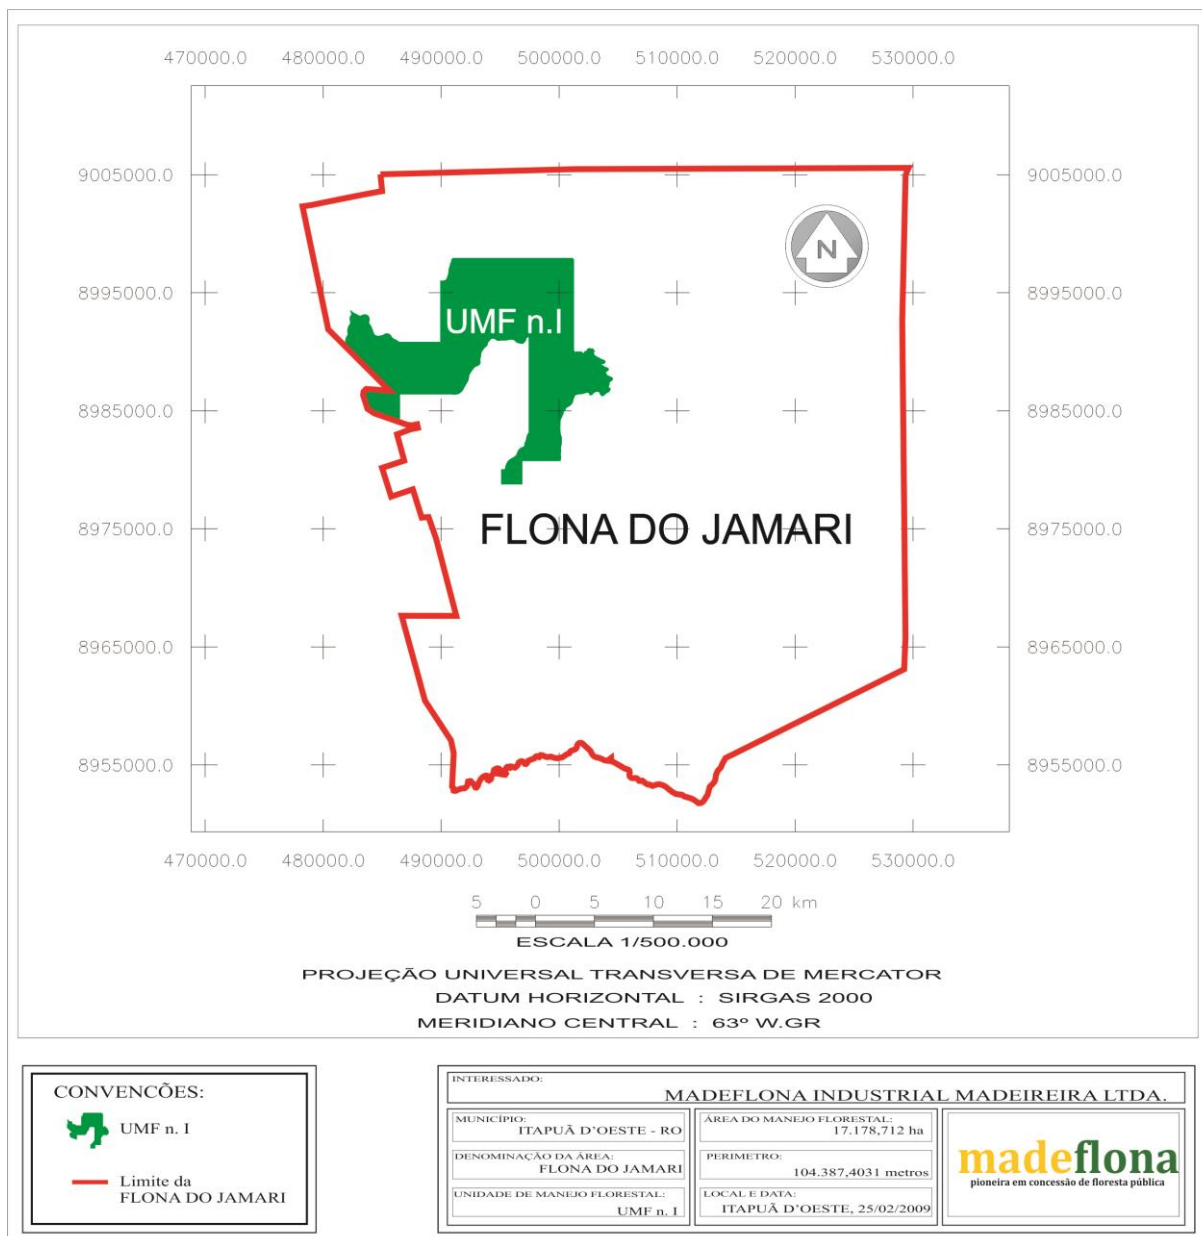 470000.0 480000.0 490000.0 500000.0 510000.0 520000.0 530000.0
9005000.0 9005000.0
N
8995000.0 8995000.0
UMF n.I
8985000.0 8985000.0
FLONA DO JAMARI
8975000.0 8975000.0
8965000.0 8965000.0
8955000.0 8955000.0
470000.0 480000.0 490000.0 500000.0 510000.0 520000.0 530000.0
5 0 5 10 15 20 km
ESCALA 1/500.000
PROJEÇÃO UNIVERSAL TRANSVERSA DE MERCATOR
DATUM HORIZONTAL : SIRGAS 2000
MERIDIANO CENTRAL : 63º W.GR
CONVENCÕES:
UMF n. I
Limite da
FLONA DO JAMARI
INTERESSADO:
MADEFLONA INDUSTRIAL MADEIREIRA LTDA.
MUNICÍPIO:
ITAPUÃ D'OESTE - RO
DENOMINAÇÃO DA ÁREA:
FLONA DO JAMARI
UNIDADE DE MANEJO FLORESTAL:
UMF n. I
ÁREA DO MANEJO FLORESTAL:
17.178,712 ha
PERIMETRO:
104.387,4031 metros
LOCAL E DATA:
ITAPUÃ D'OESTE, 25/02/2009
madeflona
pioneira em concessão de floresta pública